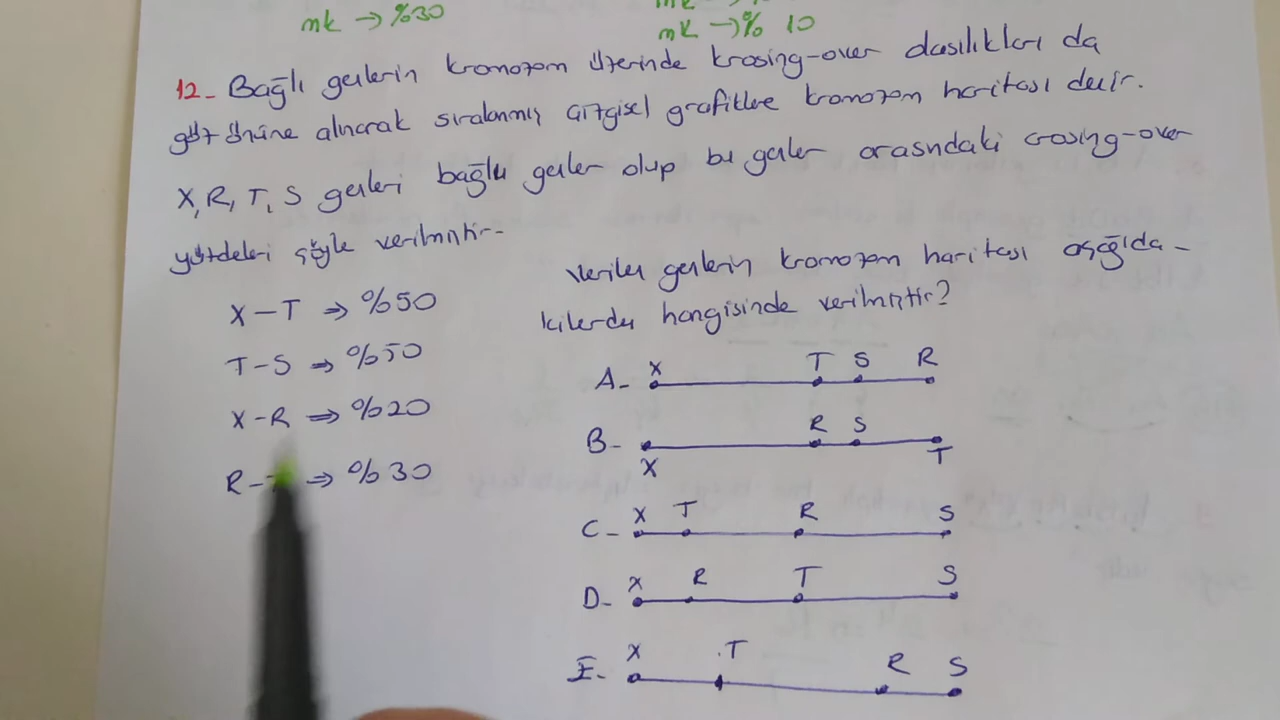 mk → %30
mk → % 10
12- Bağlı genlerin kromozom üzerinde krosing-over dasılıkları da
göz önüne alınarak sıralanmış çizgisel grafiklere kromozom haritası denir.
X, R, T, S genleri bağlı genler olup bu genler arasındaki crosing-over
yüzdeleri şöyle verilmiştir.
X-T ⇒ %50
T-S ⇒ %50
X-R ⇒ %20
R- ⇒ %30
Verilen genlerin kromozom haritası aşağıda-
kilerden hangisinde verilmiştir?
A- X T S R
B- X R S T
C- X T R S
D- X R T S
E- X T R S